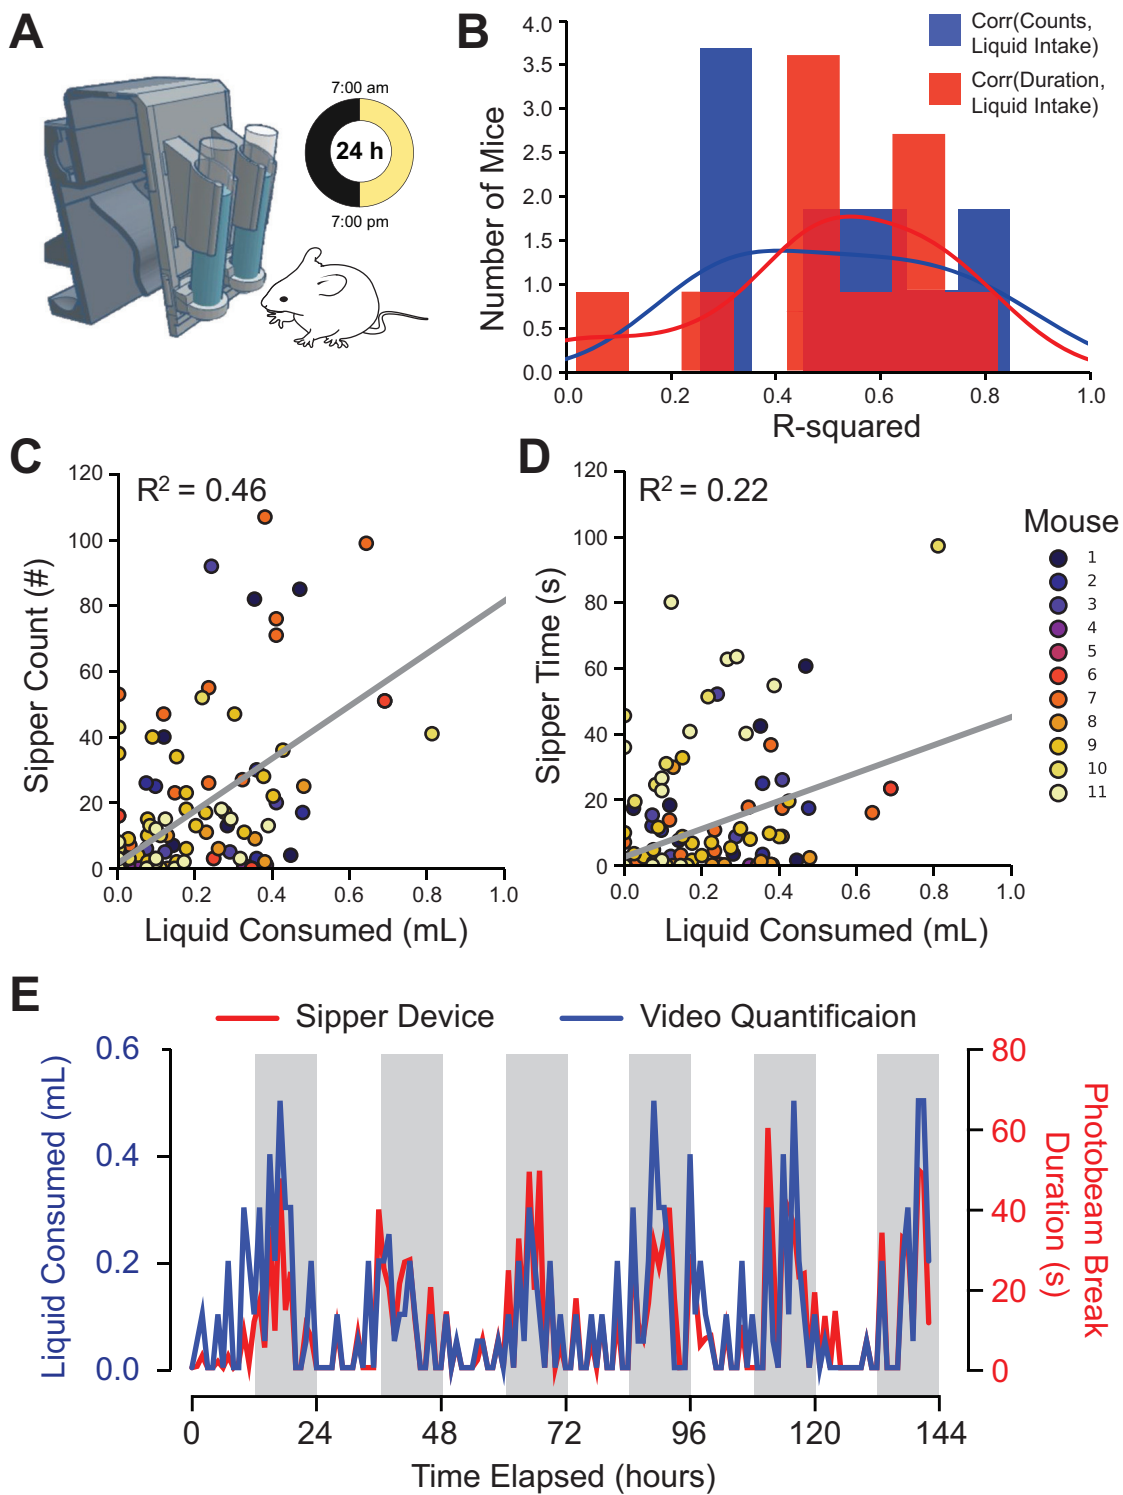 A
7:00 am
24 h
7:00 pm
B
Corr(Counts,
Liquid Intake)
Corr(Duration,
Liquid Intake)
Number of Mice
4.0
3.5
3.0
2.5
2.0
1.5
1.0
0.5
0.0
0.0 0.2 0.4 0.6 0.8 1.0
R-squared
C
R² = 0.46
Sipper Count (#)
120
100
80
60
40
20
0
0.0 0.2 0.4 0.6 0.8 1.0
Liquid Consumed (mL)
D
R² = 0.22
Sipper Time (s)
120
100
80
60
40
20
0
0.0 0.2 0.4 0.6 0.8 1.0
Liquid Consumed (mL)
Mouse
1
2
3
4
5
6
7
8
9
10
11
E
Sipper Device
Video Quantificaion
Liquid Consumed (mL)
0.6
0.4
0.2
0.0
80
60
40
20
0
Photobeam Break
Duration (s)
0 24 48 72 96 120 144
Time Elapsed (hours)